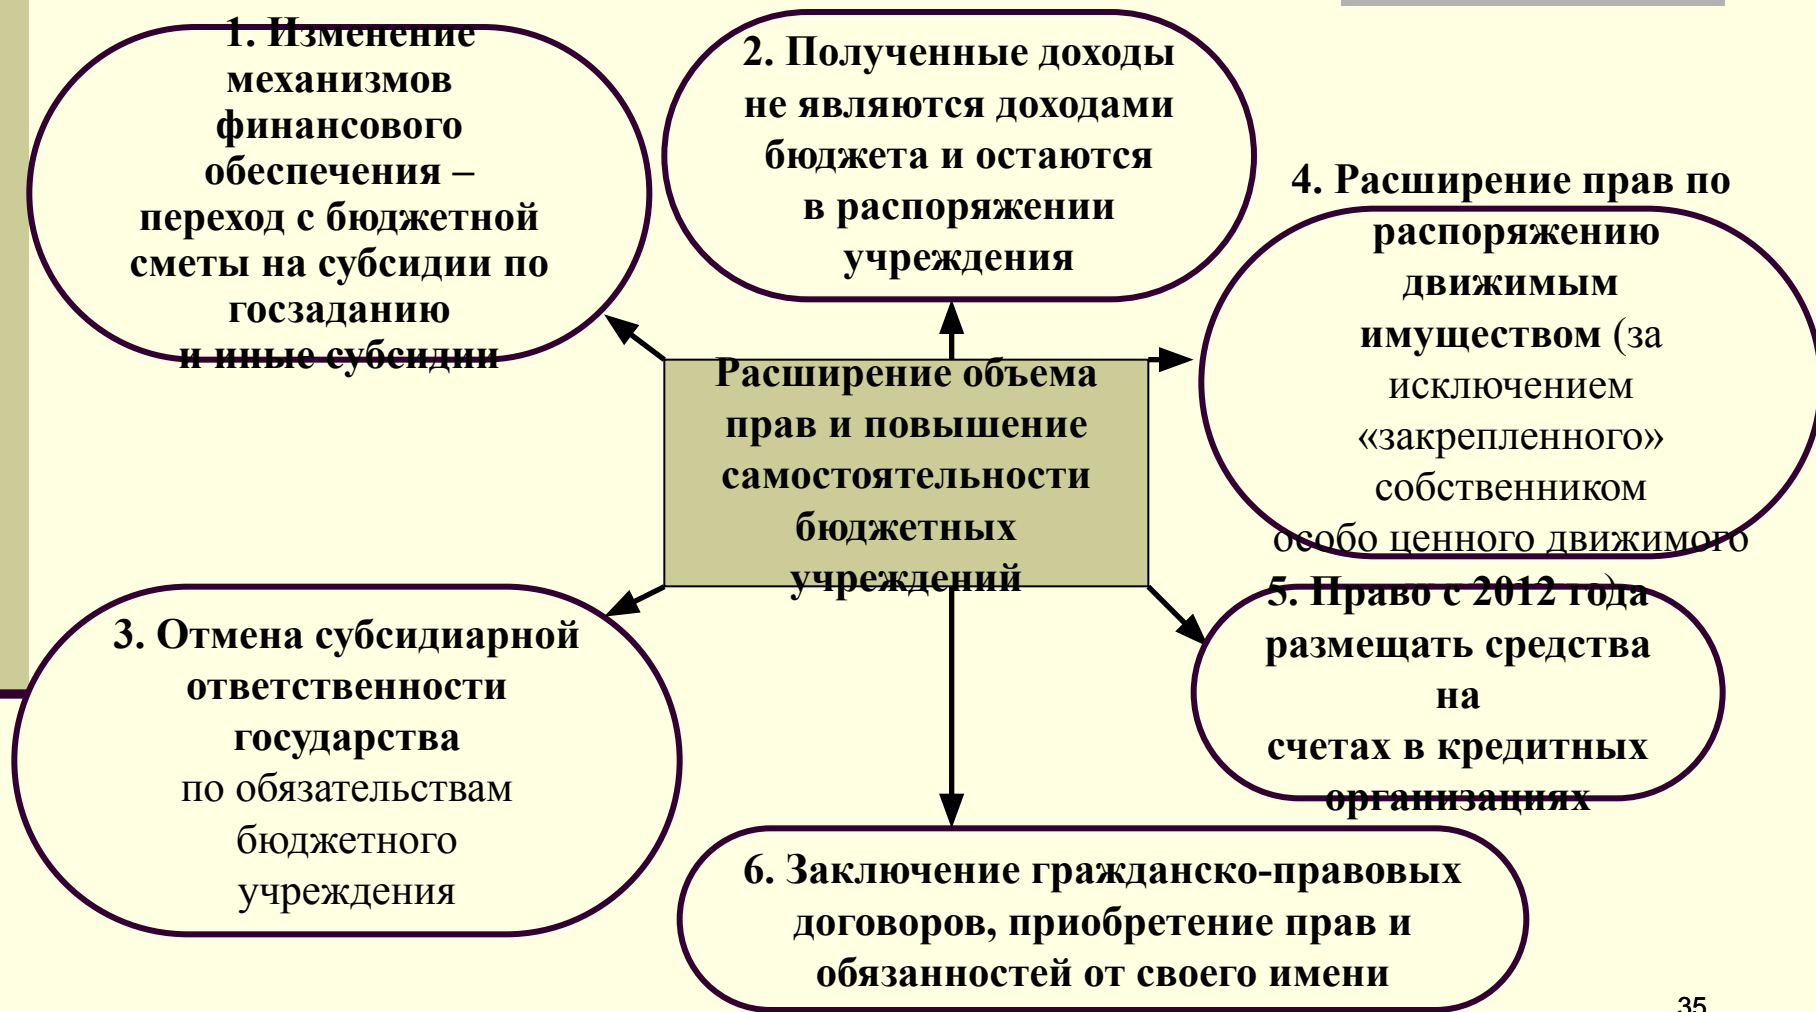 1. Изменение
механизмов
финансового
обеспечения –
переход с бюджетной
сметы на субсидии по
госзаданию
и иные субсидии
2. Полученные доходы
не являются доходами
бюджета и остаются
в распоряжении
учреждения
4. Расширение прав по
распоряжению
движимым
имуществом (за
исключением
«закрепленного»
собственником
особо ценного движимого
Расширение объема
прав и повышение
самостоятельности
бюджетных
учреждений
3. Отмена субсидиарной
ответственности
государства
по обязательствам
бюджетного
учреждения
5. Право с 2012 года
размещать средства
на
счетах в кредитных
организациях
6. Заключение гражданско-правовых
договоров, приобретение прав и
обязанностей от своего имени
35